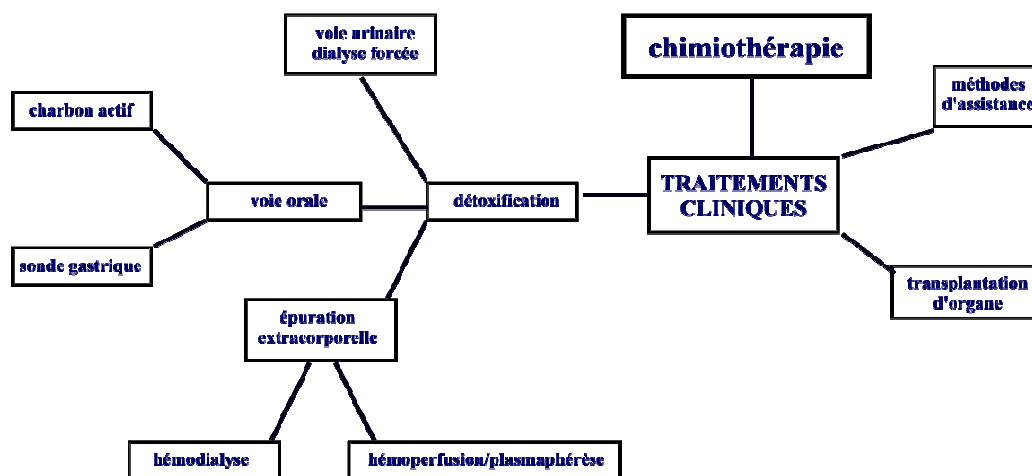 voie urinaire
dialyse forcée
chimiothérapie
méthodes
d'assistance
charbon actif
TRAITEMENTS
CLINIQUES
voie orale
détoxification
sonde gastrique
transplantation
d'organe
épuration
extracorporelle
hémodialyse
hémoperfusion/plasmaphérèse